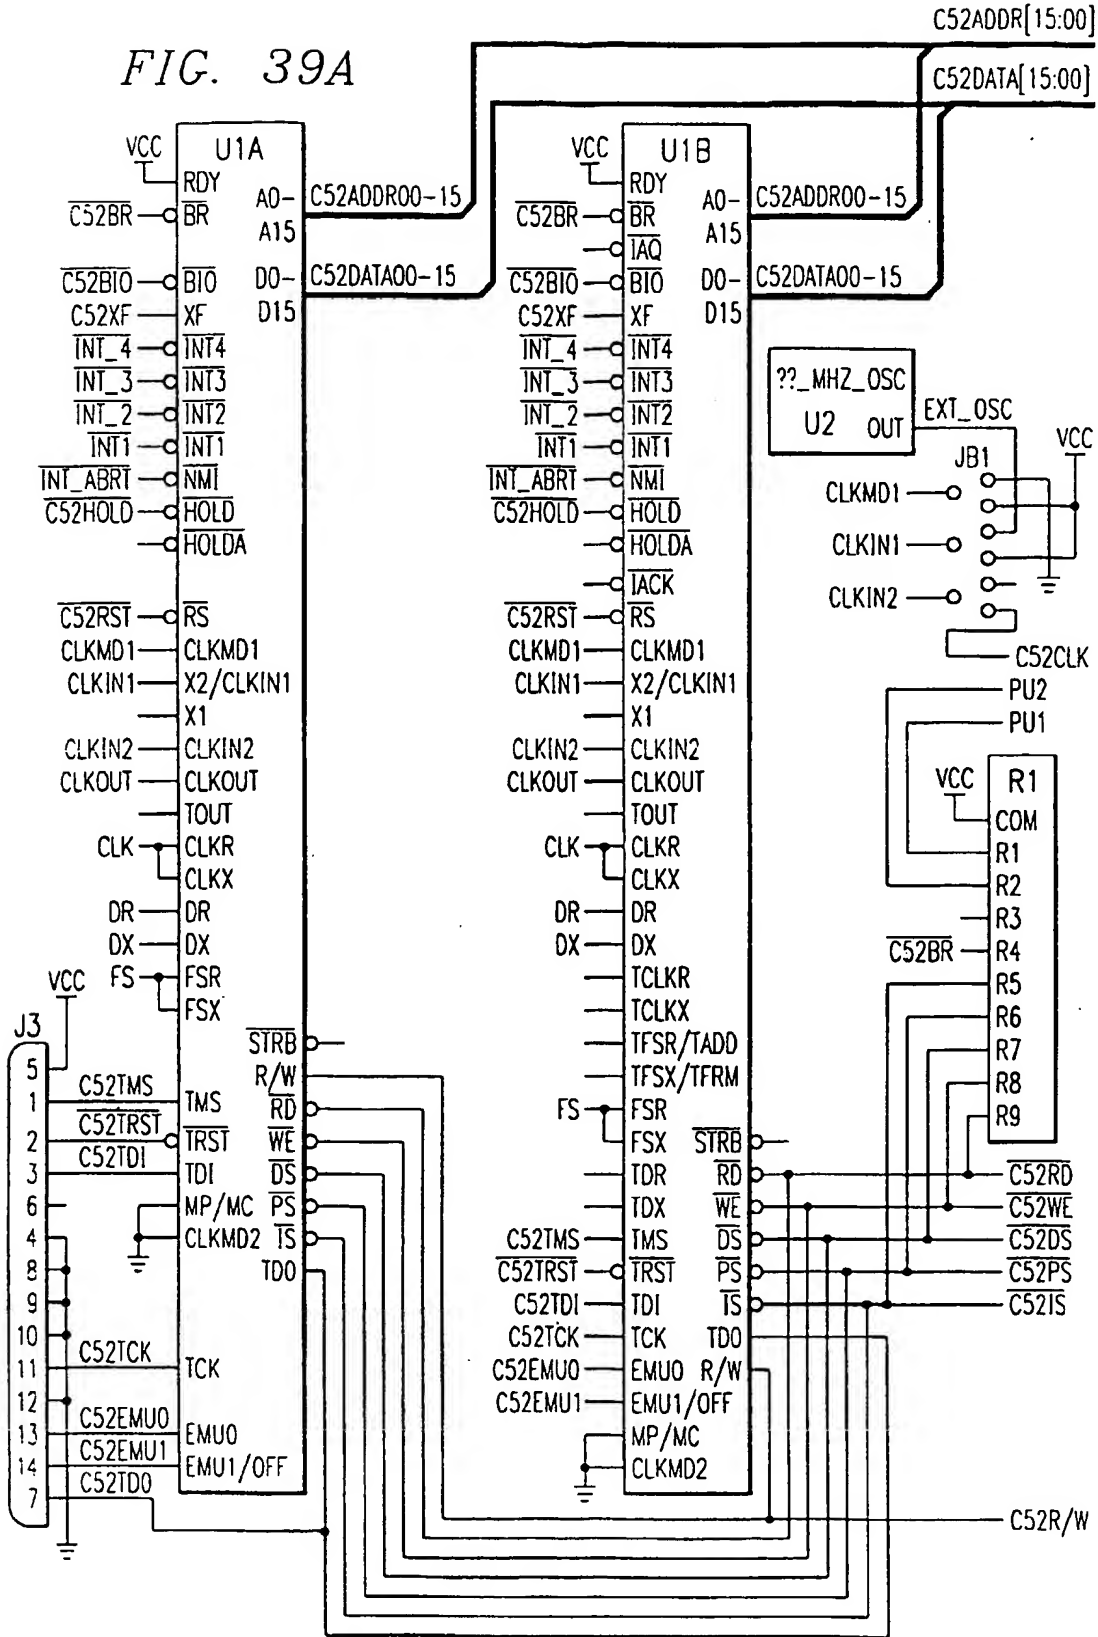 FIG. 39A
C52ADDR[15:00]
C52DATA[15:00]
VCC
U1A
RDY
C52BR
BR
A0-
A15
C52ADDR00-15
C52BIO
BIO
D0-
D15
C52DATA00-15
C52XF
XF
INT_4
INT4
INT_3
INT3
INT_2
INT2
INT1
INT1
INT_ABRT
NMI
C52HOLD
HOLD
HOLDA
C52RST
RS
CLKMD1
CLKMD1
CLKIN1
X2/CLKIN1
X1
CLKIN2
CLKIN2
CLKOUT
CLKOUT
TOUT
CLK
CLKR
CLKX
DR
DR
DX
DX
FS
FSR
FSX
STRB
R/W
TMS
RD
TRST
WE
TDI
DS
MP/MC
PS
CLKMD2
IS
TDO
TCK
EMU0
EMU1/OFF
VCC
J3
5
1
C52TMS
2
C52TRST
3
C52TDI
6
4
8
9
10
11
C52TCK
12
13
C52EMU0
14
C52EMU1
7
C52TDO
VCC
U1B
RDY
C52BR
BR
A0-
A15
C52ADDR00-15
IAQ
C52BIO
BIO
D0-
D15
C52DATA00-15
C52XF
XF
INT_4
INT4
INT_3
INT3
INT_2
INT2
INT1
INT1
INT_ABRT
NMI
C52HOLD
HOLD
HOLDA
IACK
C52RST
RS
CLKMD1
CLKMD1
CLKIN1
X2/CLKIN1
X1
CLKIN2
CLKIN2
CLKOUT
CLKOUT
TOUT
CLK
CLKR
CLKX
DR
DR
DX
DX
TCLKR
TCLKX
TFSR/TADD
TFSX/TFRM
FS
FSR
FSX
STRB
TDR
RD
TDX
WE
C52TMS
TMS
DS
C52TRST
TRST
PS
C52TDI
TDI
IS
C52TCK
TCK
TDO
C52EMU0
EMU0
R/W
C52EMU1
EMU1/OFF
MP/MC
CLKMD2
??_MHZ_OSC
U2
OUT
EXT_OSC
VCC
JB1
CLKMD1
CLKIN1
CLKIN2
C52CLK
PU2
PU1
VCC
R1
COM
R1
R2
R3
C52BR
R4
R5
R6
R7
R8
R9
C52RD
C52WE
C52DS
C52PS
C52IS
C52R/W